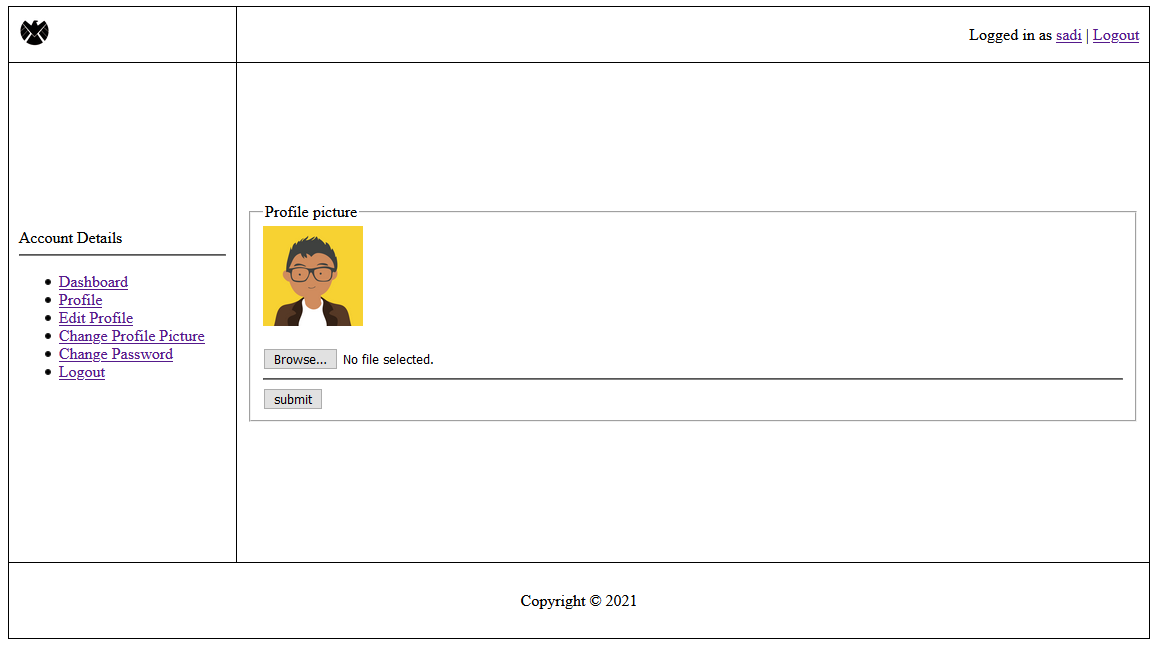 Logged in as sadi | Logout
Account Details
Dashboard
Profile
Edit Profile
Change Profile Picture
Change Password
Logout
Profile picture
Browse... No file selected.
submit
Copyright © 2021